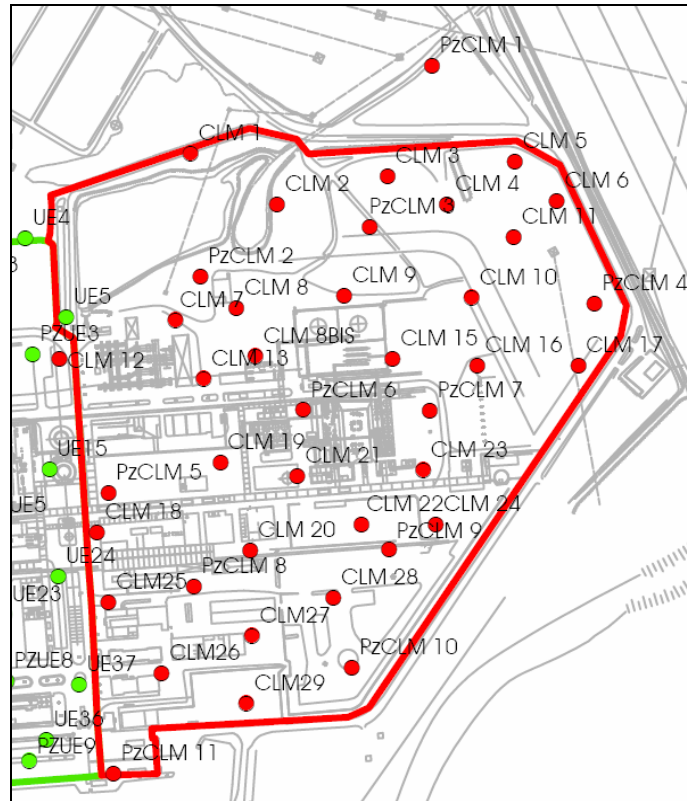 PzCLM 1
CLM 1
CLM 5
CLM 3
CLM 6
CLM 2
CLM 4
UE4
PzCLM 3
CLM 11
3
PzCLM 2
CLM 9
CLM 10
PzCLM 4
CLM 8
CLM 7
UE5
PZUE3
CLM 12
CLM 8BIS
CLM 15
CLM 16
CLM 17
CLM 13
PzCLM 6
PzCLM 7
CLM 19
UE15
PzCLM 5
CLM 21
CLM 23
UE5
CLM 18
CLM 22
CLM 24
CLM 20
PzCLM 9
UE24
PzCLM 8
UE23
CLM25
CLM 28
CLM27
PZUE8
UE37
CLM26
PzCLM 10
CLM29
UE36
PZUE9
PzCLM 11